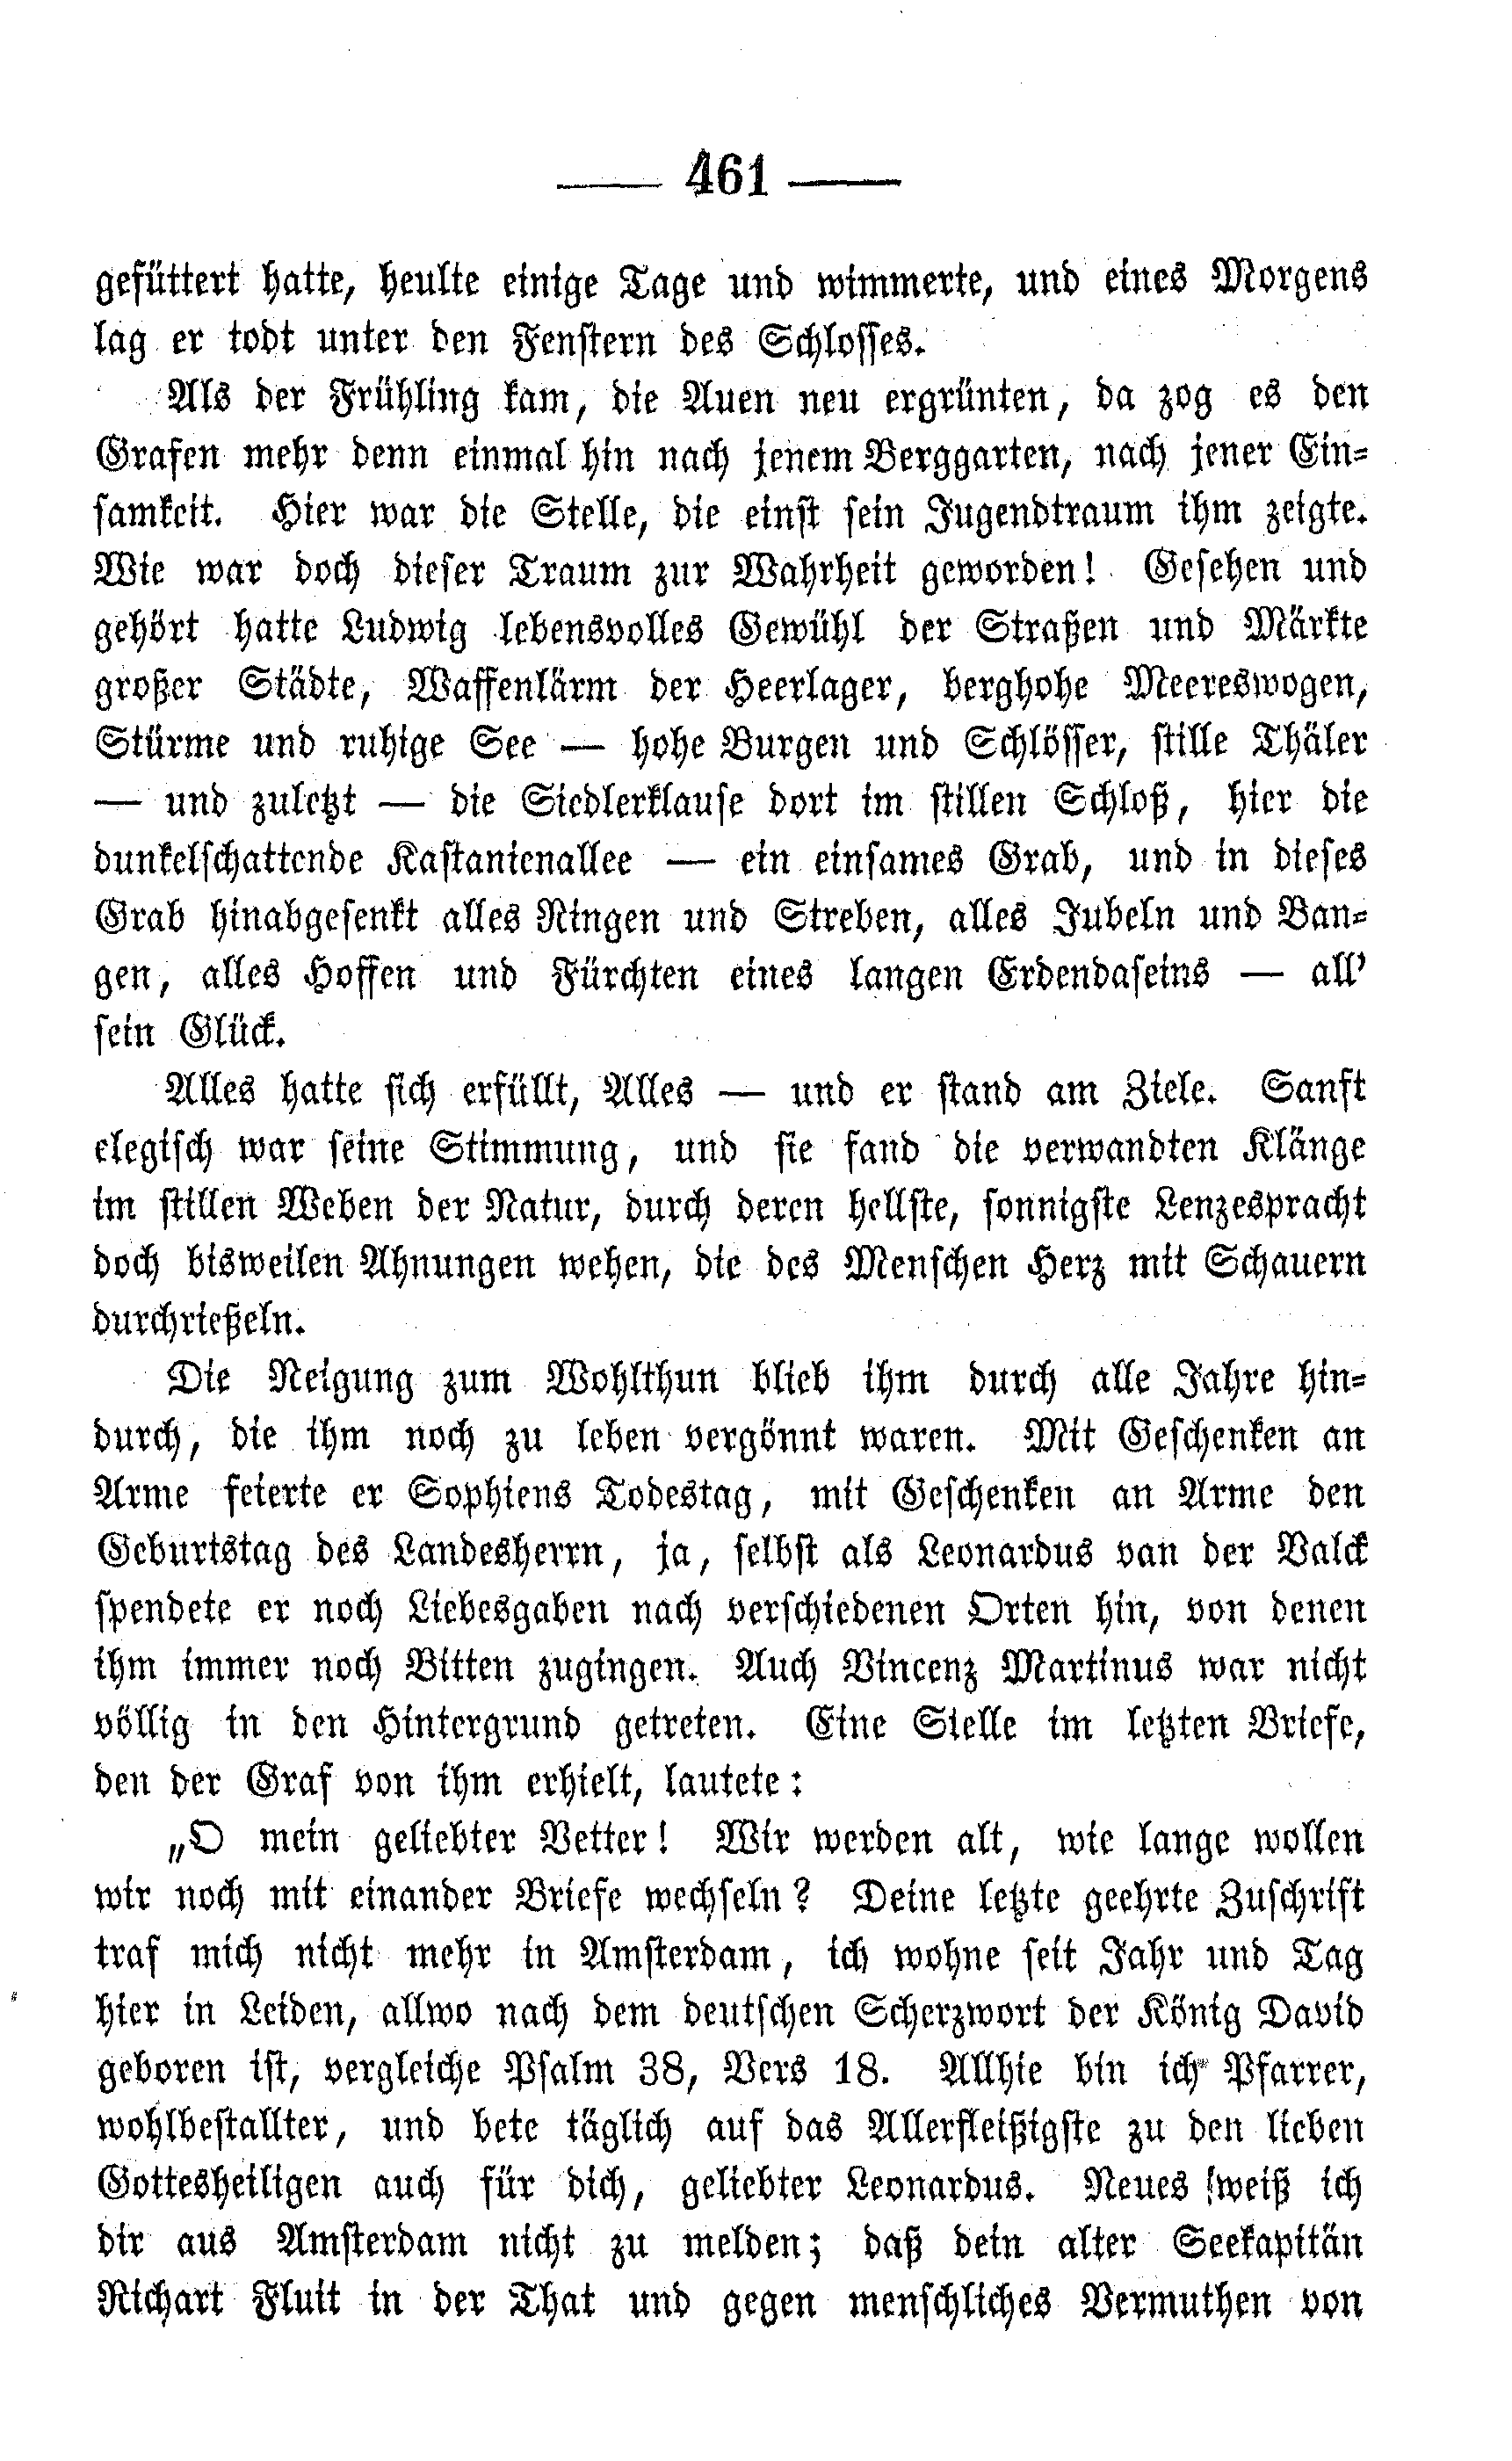 — 461 —
gefüttert hatte, heulte einige Tage und wimmerte, und eines Morgens
lag er todt unter den Fenstern des Schlosses.
Als der Frühling kam, die Auen neu ergrünten, da zog es den
Grafen mehr denn einmal hin nach jenem Berggarten, nach jener Ein-
samkeit. Hier war die Stelle, die einst sein Jugendtraum ihm zeigte.
Wie war doch dieser Traum zur Wahrheit geworden! Gesehen und
gehört hatte Ludwig lebensvolles Gewühl der Straßen und Märkte
großer Städte, Waffenlärm der Heerlager, berghohe Meereswogen,
Stürme und ruhige See — hohe Burgen und Schlösser, stille Thäler
— und zuletzt — die Siedlerklause dort im stillen Schloß, hier die
dunkelschattende Kastanienallee — ein einsames Grab, und in dieses
Grab hinabgesenkt alles Ringen und Streben, alles Jubeln und Ban-
gen, alles Hoffen und Fürchten eines langen Erdendaseins — all'
sein Glück.
Alles hatte sich erfüllt, Alles — und er stand am Ziele. Sanft
elegisch war seine Stimmung, und sie fand die verwandten Klänge
im stillen Weben der Natur, durch deren hellste, sonnigste Lenzespracht
doch bisweilen Ahnungen wehen, die des Menschen Herz mit Schauern
durchrießeln.
Die Neigung zum Wohlthun blieb ihm durch alle Jahre hin-
durch, die ihm noch zu leben vergönnt waren. Mit Geschenken an
Arme feierte er Sophiens Todestag, mit Geschenken an Arme den
Geburtstag des Landesherrn, ja, selbst als Leonardus van der Valck
spendete er noch Liebesgaben nach verschiedenen Orten hin, von denen
ihm immer noch Bitten zugingen. Auch Vincenz Martinus war nicht
völlig in den Hintergrund getreten. Eine Stelle im letzten Briefe,
den der Graf von ihm erhielt, lautete:
„O mein geliebter Vetter! Wir werden alt, wie lange wollen
wir noch mit einander Briefe wechseln? Deine letzte geehrte Zuschrift
traf mich nicht mehr in Amsterdam, ich wohne seit Jahr und Tag
hier in Leiden, allwo nach dem deutschen Scherzwort der König David
geboren ist, vergleiche Psalm 38, Vers 18. Allhie bin ich Pfarrer,
wohlbestallter, und bete täglich auf das Allerfleißigste zu den lieben
Gottesheiligen auch für dich, geliebter Leonardus. Neues weiß ich
dir aus Amsterdam nicht zu melden; daß dein alter Seekapitän
Richart Fluit in der That und gegen menschliches Vermuthen von